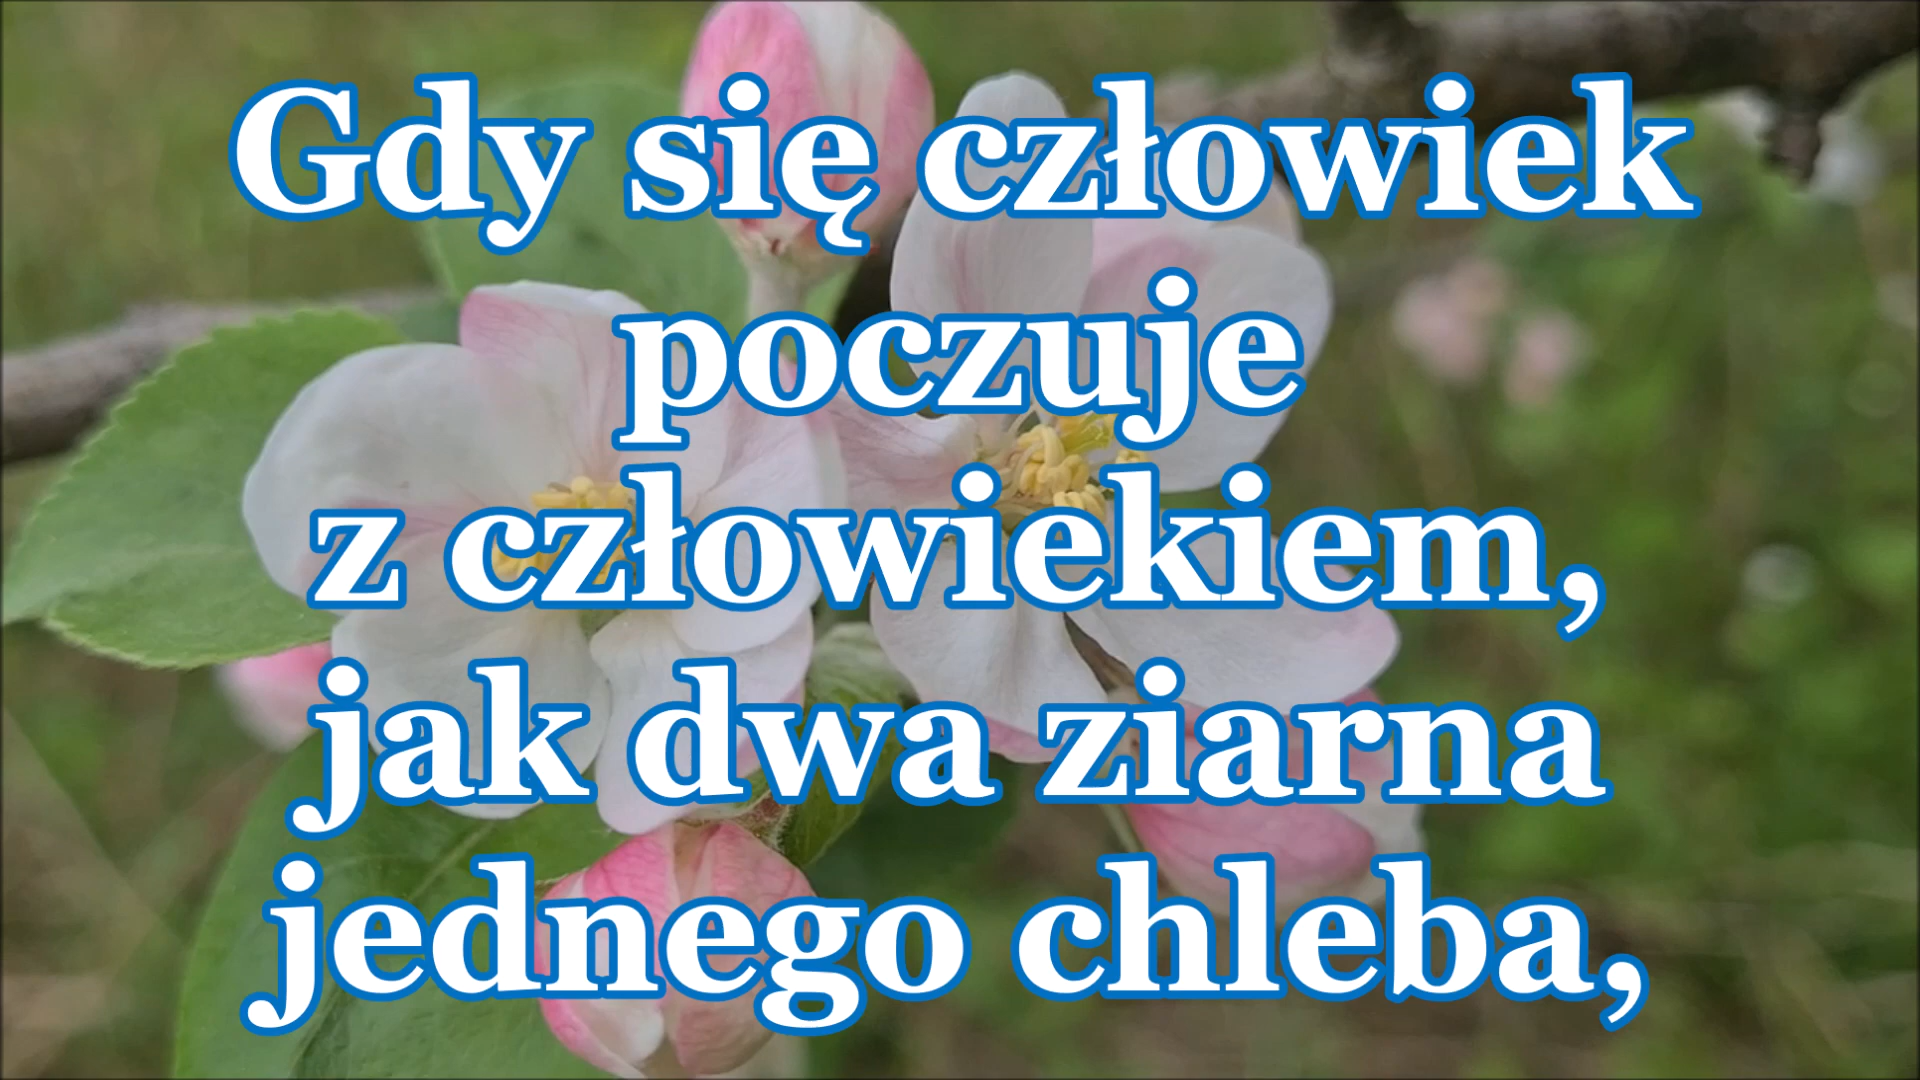 Gdy się człowiek
poczuje
z człowiekiem,
jak dwa ziarna
jednego chleba,